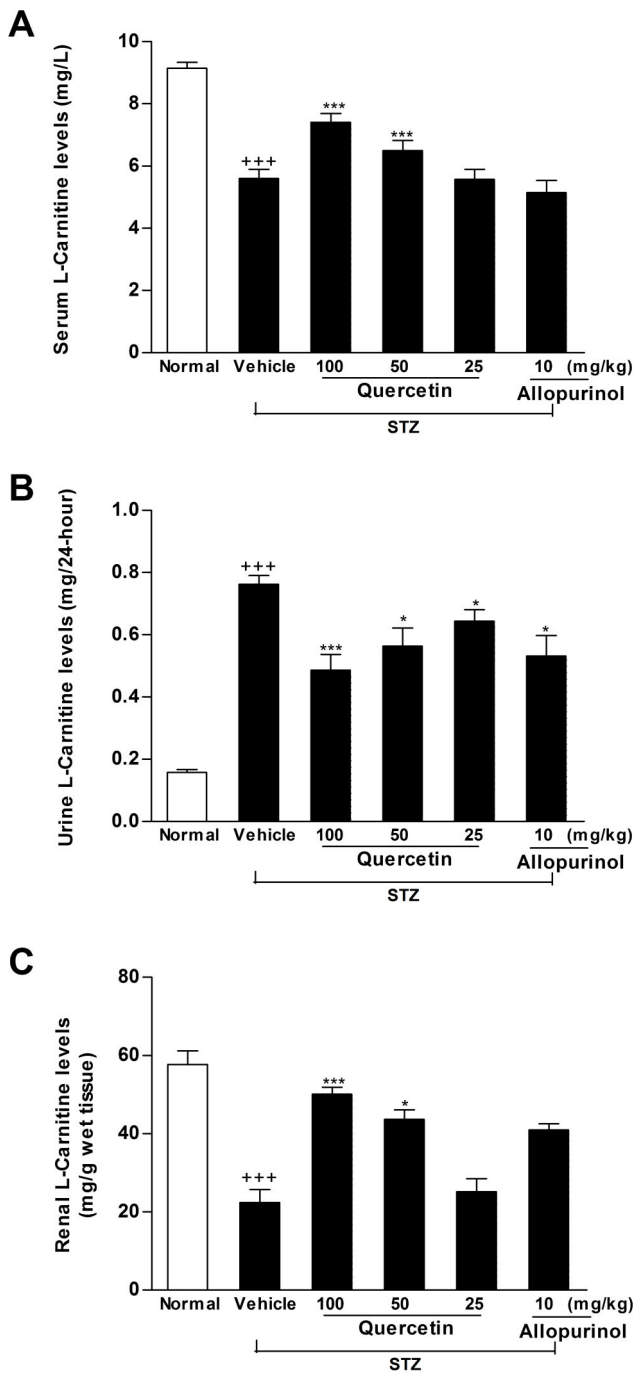 A
Serum L-Carnitine levels (mg/L)
10
8
6
4
2
0
+++
***
***
Normal Vehicle 100 50 25 10 (mg/kg)
Quercetin Allopurinol
STZ
B
Urine L-Carnitine levels (mg/24-hour)
1.0
0.8
0.6
0.4
0.2
0.0
+++
***
*
*
*
Normal Vehicle 100 50 25 10 (mg/kg)
Quercetin Allopurinol
STZ
C
Renal L-Carnitine levels
(mg/g wet tissue)
80
60
40
20
0
+++
***
*
Normal Vehicle 100 50 25 10 (mg/kg)
Quercetin Allopurinol
STZ